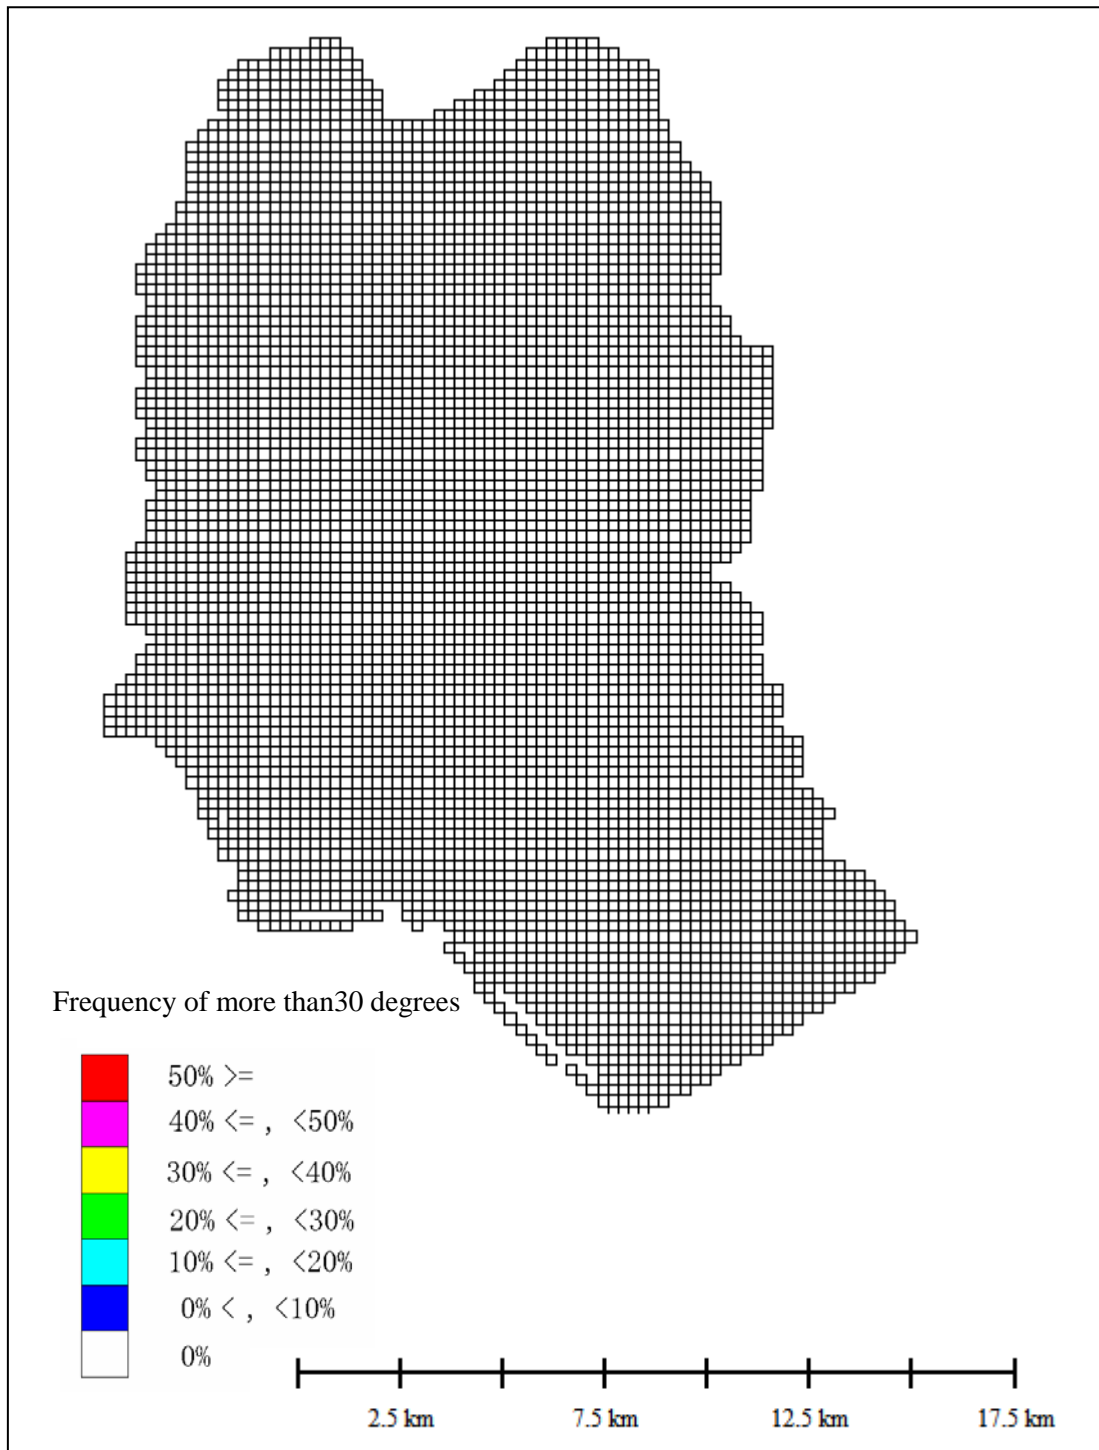 Frequency of more than30 degrees
50% >=
40% <= , <50%
30% <= , <40%
20% <= , <30%
10% <= , <20%
0% < , <10%
0%
2.5 km 7.5 km 12.5 km 17.5 km